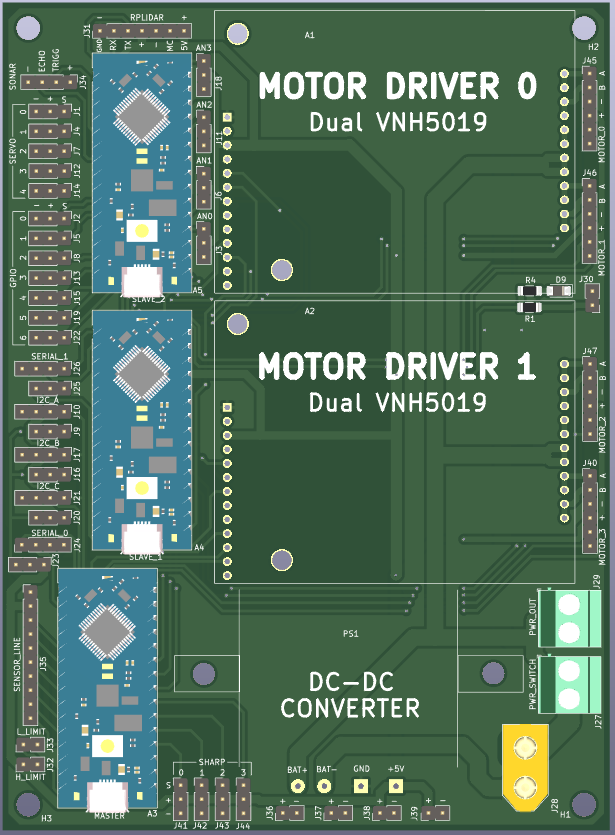 RPLIDAR
J31
GND
RX
TX
+
-
MC
5V
A1
H2
SONAR
-
ECHO
TRIGG
+
J34
AN3
J18
J45
A
B
-
+
MOTOR_0
MOTOR DRIVER 0
Dual VNH5019
- + S
SERVO
0 J1
1 J4
2 J7
3 J12
4 J14
AN2
J11
AN1
J6
AN0
J3
J46
A
B
-
+
MOTOR_1
- + S
GPIO
0 J2
1 J5
2 J8
3 J13
4 J15
5 J19
6 J22
SLAVE_2
A5
R4
D9
J30
R1
A2
SERIAL_1
J26
J25
I2C_A
J10
J9
I2C_B
J17
J16
I2C_C
J21
J20
SERIAL_0
J24
J23
MOTOR DRIVER 1
Dual VNH5019
J47
A
B
-
+
MOTOR_2
J40
A
B
-
+
MOTOR_3
SLAVE_1
A4
SENSOR_LINE
J35
L_LIMIT
J33
H_LIMIT
J32
H3
MASTER
A3
PS1
DC-DC
CONVERTER
PWR_OUT
J29
PWR_SWITCH
J27
SHARP
0 1 2 3
S
+
-
J41 J42 J43 J44
BAT+
BAT-
GND
+5V
+ -
J36
+ -
J37
+ -
J38
+ -
J39
J28
H1